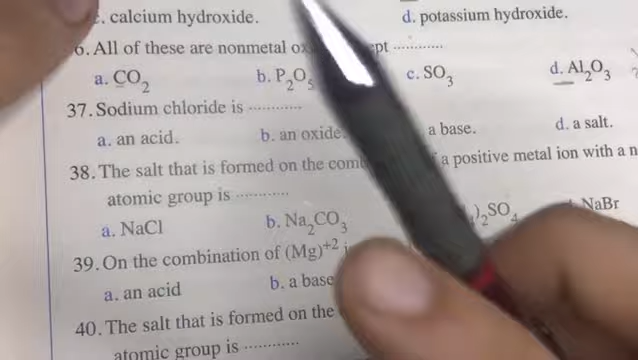 c. calcium hydroxide. d. potassium hydroxide.
6. All of these are nonmetal pt ............
a. CO₂ b. P₂O₅ c. SO₃ d. Al₂O₃
37. Sodium chloride is ............
a. an acid. b. an oxide. a base. d. a salt.
38. The salt that is formed on the a positive metal ion with a n
atomic group is ............
a. NaCl b. Na₂CO₃ )₂SO₄ NaBr
39. On the combination of (Mg)⁺²
a. an acid b. a base
40. The salt that is formed on the
atomic group is ............